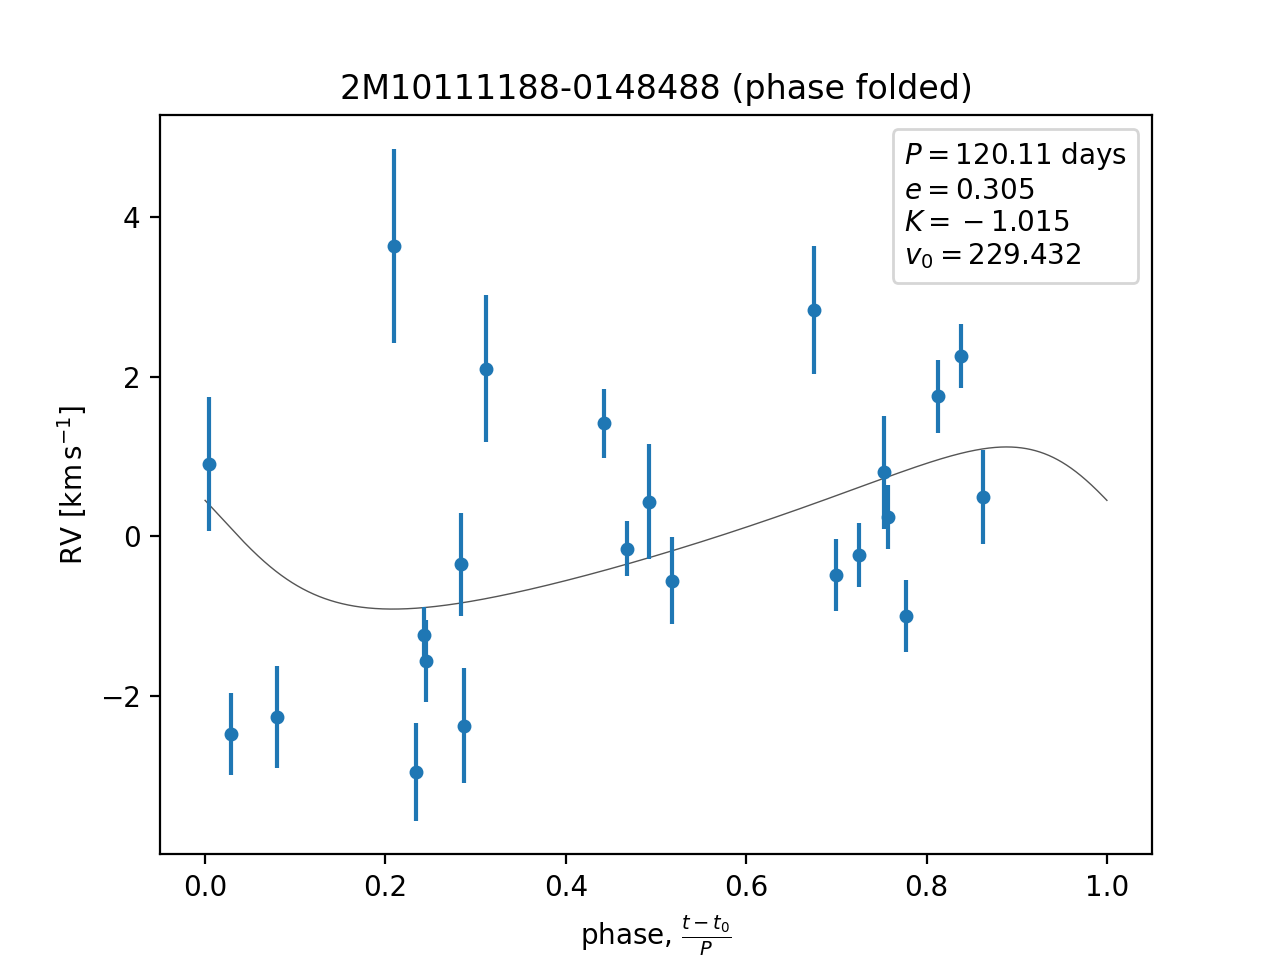 2M10111188-0148488 (phase folded)
P = 120.11 days
e = 0.305
K = − 1.015
v₀ = 229.432
4
2
0
−2
RV [km s⁻¹]
0.0 0.2 0.4 0.6 0.8 1.0
phase, (t − t₀)/P